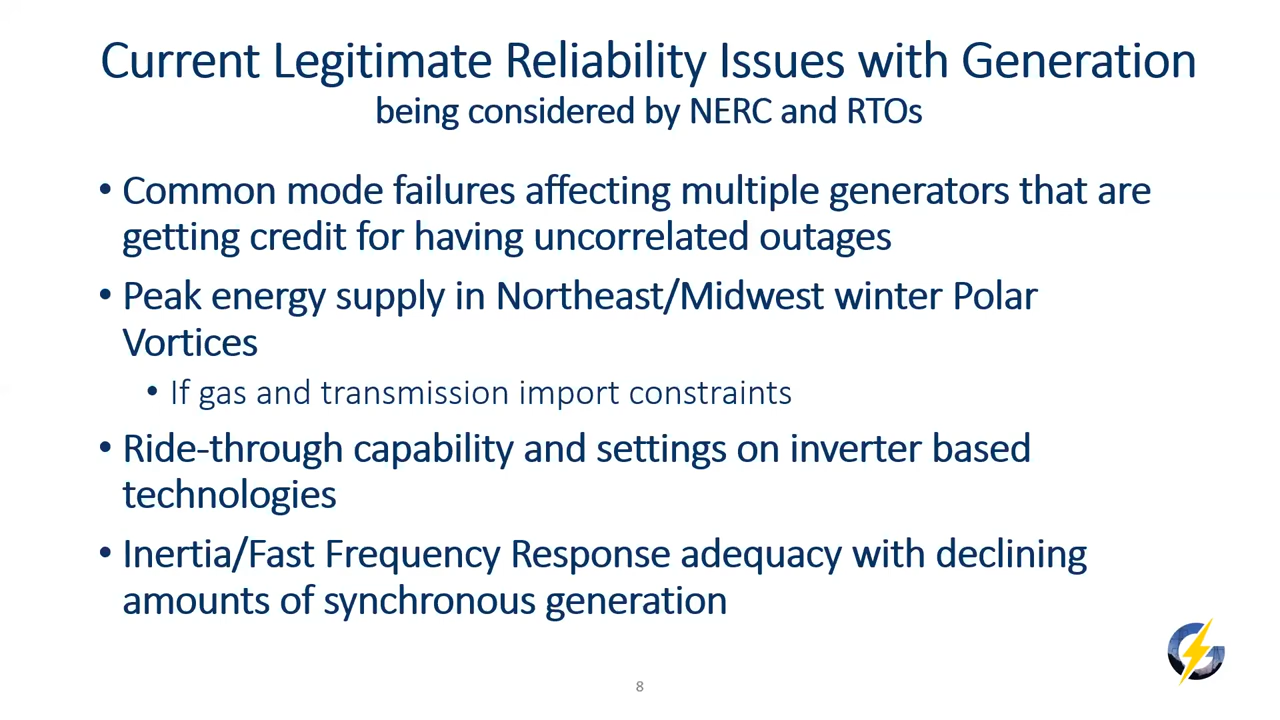 Current Legitimate Reliability Issues with Generation
being considered by NERC and RTOs
• Common mode failures affecting multiple generators that are
getting credit for having uncorrelated outages
• Peak energy supply in Northeast/Midwest winter Polar
Vortices
• If gas and transmission import constraints
• Ride-through capability and settings on inverter based
technologies
• Inertia/Fast Frequency Response adequacy with declining
amounts of synchronous generation
8